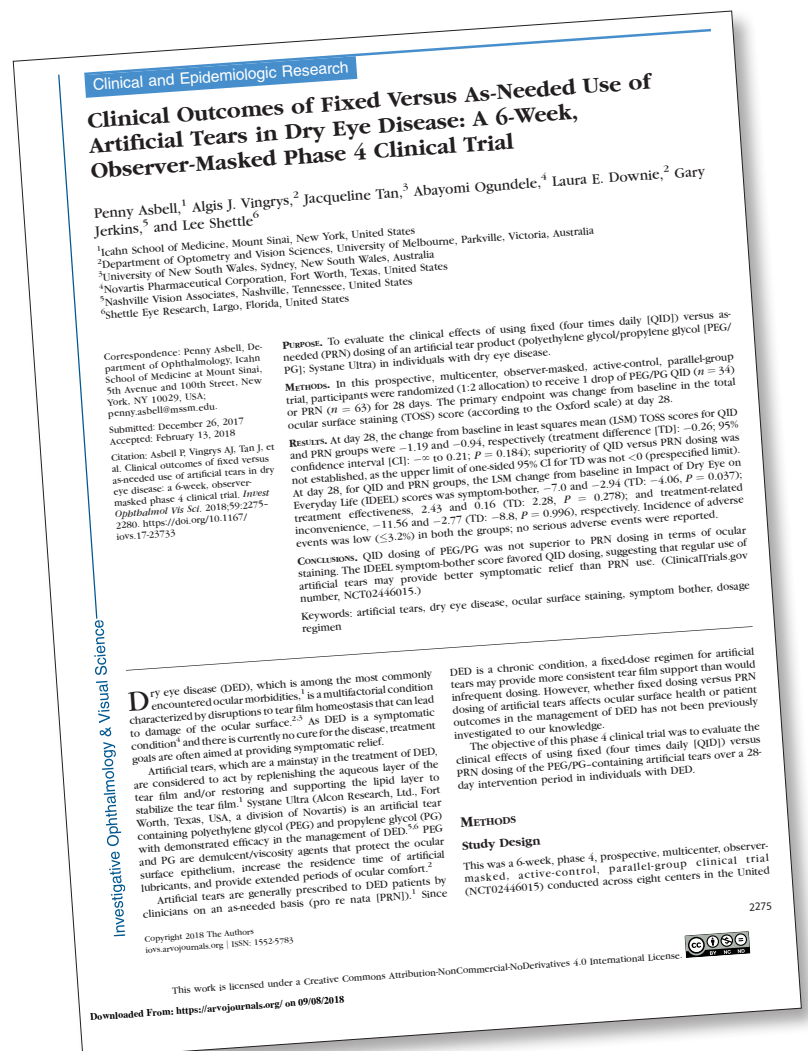 Clinical and Epidemiologic Research
Clinical Outcomes of Fixed Versus As-Needed Use of
Artificial Tears in Dry Eye Disease: A 6-Week,
Observer-Masked Phase 4 Clinical Trial
Penny Asbell,1 Algis J. Vingrys,2 Jacqueline Tan,3 Abayomi Ogundele,4 Laura E. Downie,2 Gary
Jerkins,5 and Lee Shettle6
1Icahn School of Medicine, Mount Sinai, New York, United States
2Department of Optometry and Vision Sciences, University of Melbourne, Parkville, Victoria, Australia
3University of New South Wales, Sydney, New South Wales, Australia
4Novartis Pharmaceutical Corporation, Fort Worth, Texas, United States
5Nashville Vision Associates, Nashville, Tennessee, United States
6Shettle Eye Research, Largo, Florida, United States
Correspondence: Penny Asbell, De-
partment of Ophthalmology, Icahn
School of Medicine at Mount Sinai,
5th Avenue and 100th Street, New
York, NY 10029, USA;
penny.asbell@mssm.edu.
Submitted: December 26, 2017
Accepted: February 13, 2018
Citation: Asbell P, Vingrys AJ, Tan J, et
al. Clinical outcomes of fixed versus
as-needed use of artificial tears in dry
eye disease: a 6-week, observer-
masked phase 4 clinical trial. Invest
Ophthalmol Vis Sci. 2018;59:2275–
2280. https://doi.org/10.1167/
iovs.17-23733
PURPOSE. To evaluate the clinical effects of using fixed (four times daily [QID]) versus as-
needed (PRN) dosing of an artificial tear product (polyethylene glycol/propylene glycol [PEG/
PG]; Systane Ultra) in individuals with dry eye disease.
METHODS. In this prospective, multicenter, observer-masked, active-control, parallel-group
trial, participants were randomized (1:2 allocation) to receive 1 drop of PEG/PG QID (n = 34)
or PRN (n = 63) for 28 days. The primary endpoint was change from baseline in the total
ocular surface staining (TOSS) score (according to the Oxford scale) at day 28.
RESULTS. At day 28, the change from baseline in least squares mean (LSM) TOSS scores for QID
and PRN groups were −1.19 and −0.94, respectively (treatment difference [TD]: −0.26; 95%
confidence interval [CI]: −∞ to 0.21; P = 0.184); superiority of QID versus PRN dosing was
not established, as the upper limit of one-sided 95% CI for TD was not <0 (prespecified limit).
At day 28, for QID and PRN groups, the LSM change from baseline in Impact of Dry Eye on
Everyday Life (IDEEL) scores was symptom-bother, −7.0 and −2.94 (TD: −4.06, P = 0.037);
treatment effectiveness, 2.43 and 0.16 (TD: 2.28, P = 0.278); and treatment-related
inconvenience, −11.56 and −2.77 (TD: −8.8, P = 0.996), respectively. Incidence of adverse
events was low (≤3.2%) in both the groups; no serious adverse events were reported.
CONCLUSIONS. QID dosing of PEG/PG was not superior to PRN dosing in terms of ocular
staining. The IDEEL symptom-bother score favored QID dosing, suggesting that regular use of
artificial tears may provide better symptomatic relief than PRN use. (ClinicalTrials.gov
number, NCT02446015.)
Keywords: artificial tears, dry eye disease, ocular surface staining, symptom bother, dosage
regimen
Investigative Ophthalmology & Visual Science
Dry eye disease (DED), which is among the most commonly
encountered ocular morbidities,1 is a multifactorial condition
characterized by disruptions to tear film homeostasis that can lead
to damage of the ocular surface.2,3 As DED is a symptomatic
condition4 and there is currently no cure for the disease, treatment
goals are often aimed at providing symptomatic relief.
Artificial tears, which are a mainstay in the treatment of DED,
are considered to act by replenishing the aqueous layer of the
tear film and/or restoring and supporting the lipid layer to
stabilize the tear film.1 Systane Ultra (Alcon Research, Ltd., Fort
Worth, Texas, USA, a division of Novartis) is an artificial tear
containing polyethylene glycol (PEG) and propylene glycol (PG)
with demonstrated efficacy in the management of DED.5,6 PEG
and PG are demulcent/viscosity agents that protect the ocular
surface epithelium, increase the residence time of artificial
lubricants, and provide extended periods of ocular comfort.2
Artificial tears are generally prescribed to DED patients by
clinicians on an as-needed basis (pro re nata [PRN]).1 Since
DED is a chronic condition, a fixed-dose regimen for artificial
tears may provide more consistent tear film support than would
infrequent dosing. However, whether fixed dosing versus PRN
dosing of artificial tears affects ocular surface health or patient
outcomes in the management of DED has not been previously
investigated to our knowledge.
The objective of this phase 4 clinical trial was to evaluate the
clinical effects of using fixed (four times daily [QID]) versus
PRN dosing of the PEG/PG–containing artificial tears over a 28-
day intervention period in individuals with DED.
METHODS
Study Design
This was a 6-week, phase 4, prospective, multicenter, observer-
masked, active-control, parallel-group clinical trial
(NCT02446015) conducted across eight centers in the United
Copyright 2018 The Authors
iovs.arvojournals.org | ISSN: 1552-5783
2275
This work is licensed under a Creative Commons Attribution-NonCommercial-NoDerivatives 4.0 International License.
cc BY NC ND
Downloaded From: https://arvojournals.org/ on 09/08/2018